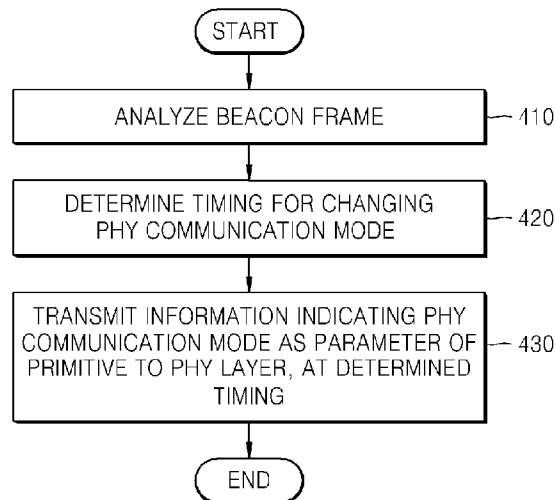 START
ANALYZE BEACON FRAME
410
DETERMINE TIMING FOR CHANGING
PHY COMMUNICATION MODE
420
TRANSMIT INFORMATION INDICATING PHY
COMMUNICATION MODE AS PARAMETER OF
PRIMITIVE TO PHY LAYER, AT DETERMINED
TIMING
430
END